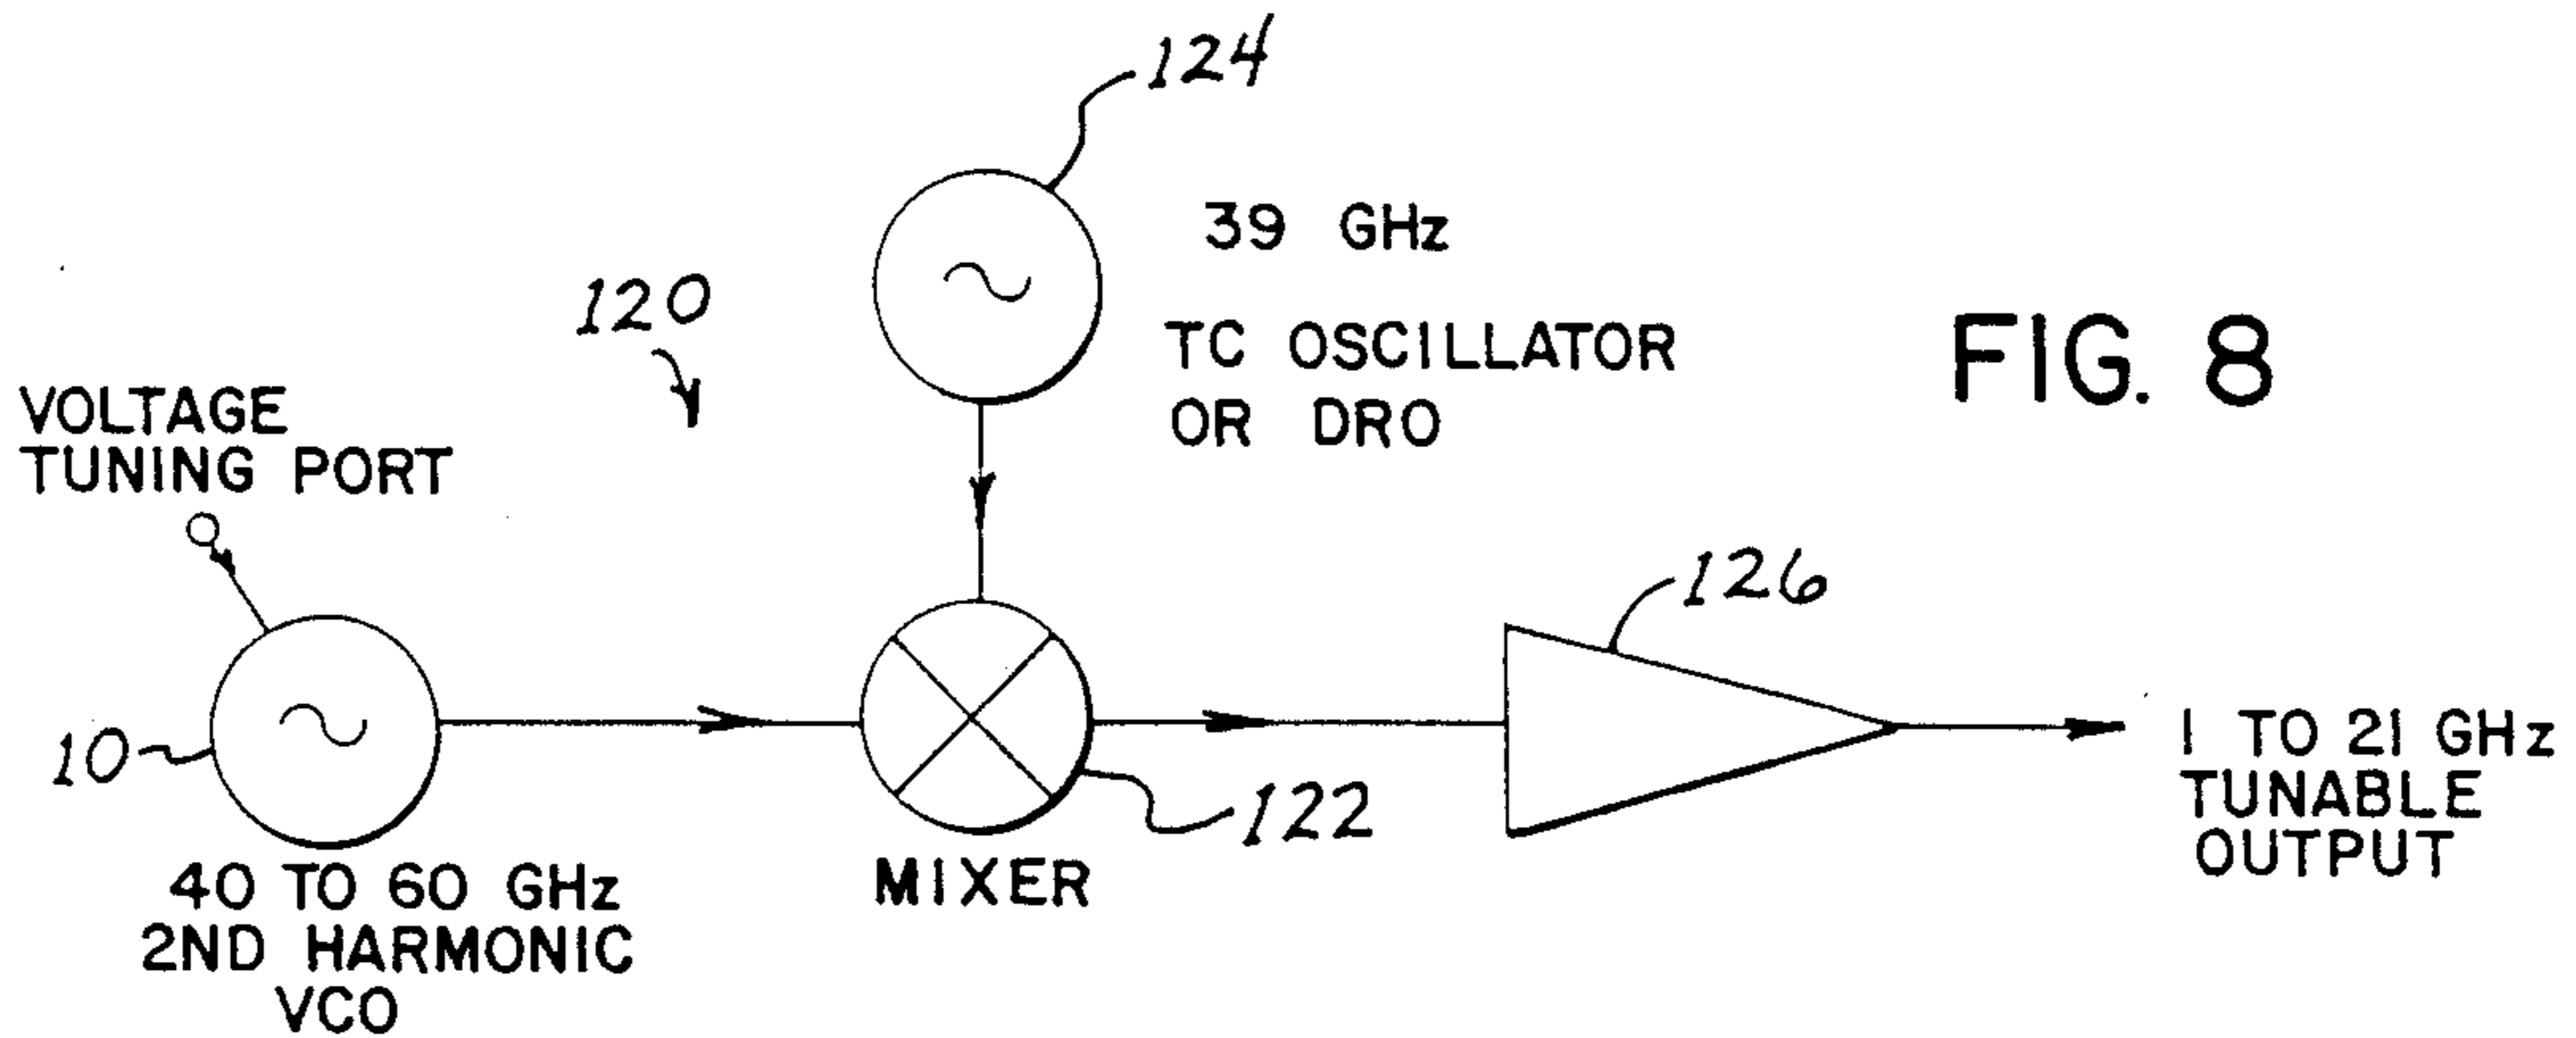 124
39 GHz
120
TC OSCILLATOR
OR DRO
FIG. 8
VOLTAGE
TUNING PORT
126
10
122
1 TO 21 GHz
TUNABLE
OUTPUT
40 TO 60 GHz
2ND HARMONIC
VCO
MIXER